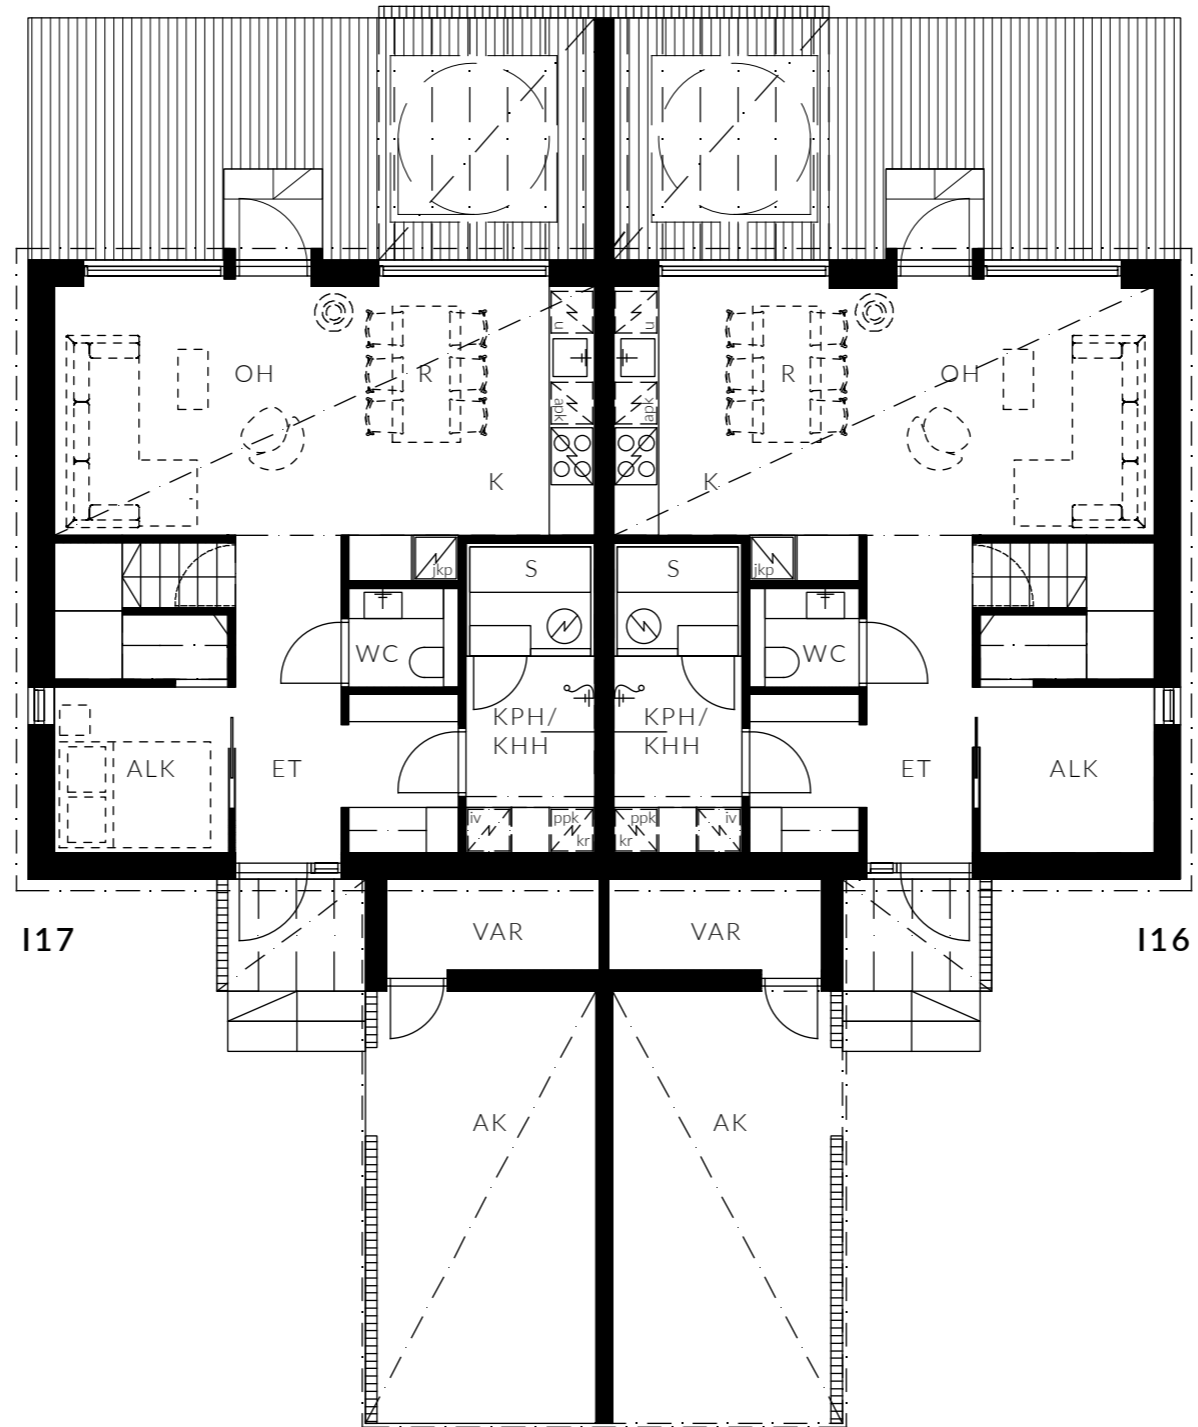 u
u
OH
R
R
OH
apk
apk
K
K
jkp
S
S
jkp
WC
WC
KPH/
KHH
KPH/
KHH
ALK
ET
ET
ALK
iv
ppk
kr
ppk
kr
iv
I17
VAR
VAR
I16
AK
AK